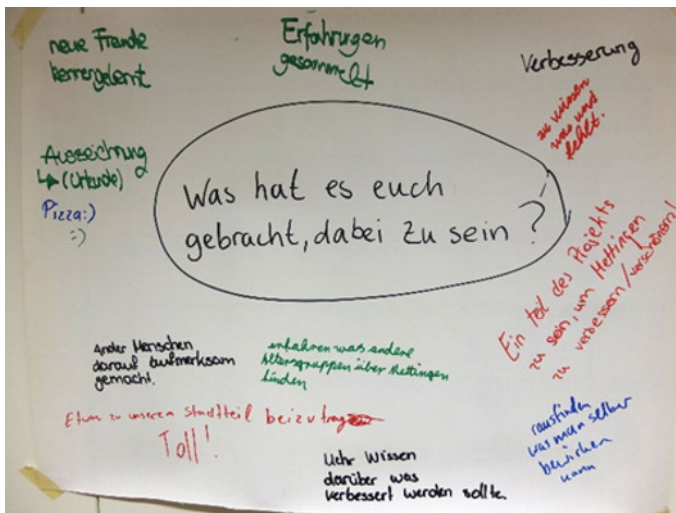 neue Freunde
kennengelernt
Erfahrungen
gesammelt
Verbesserung
zu wissen
was uns
fehlt.
Auszeichnung
↳ (Urkunde)
Pizza:)
:)
Was hat es euch
gebracht, dabei zu sein?
Ein teil des Projekts
zu sein, um Mettingen
zu verbessern/verschönern!
Ander Menschen
darauf aufmerksam
gemacht.
erfahren was andere
Altersgruppen über Mettingen
finden
Etwas zu unserem Stadtteil beizutragen
Toll!
rausfinden
was man selber
bewirken
kann
Mehr Wissen
darüber was
verbessert werden sollte.